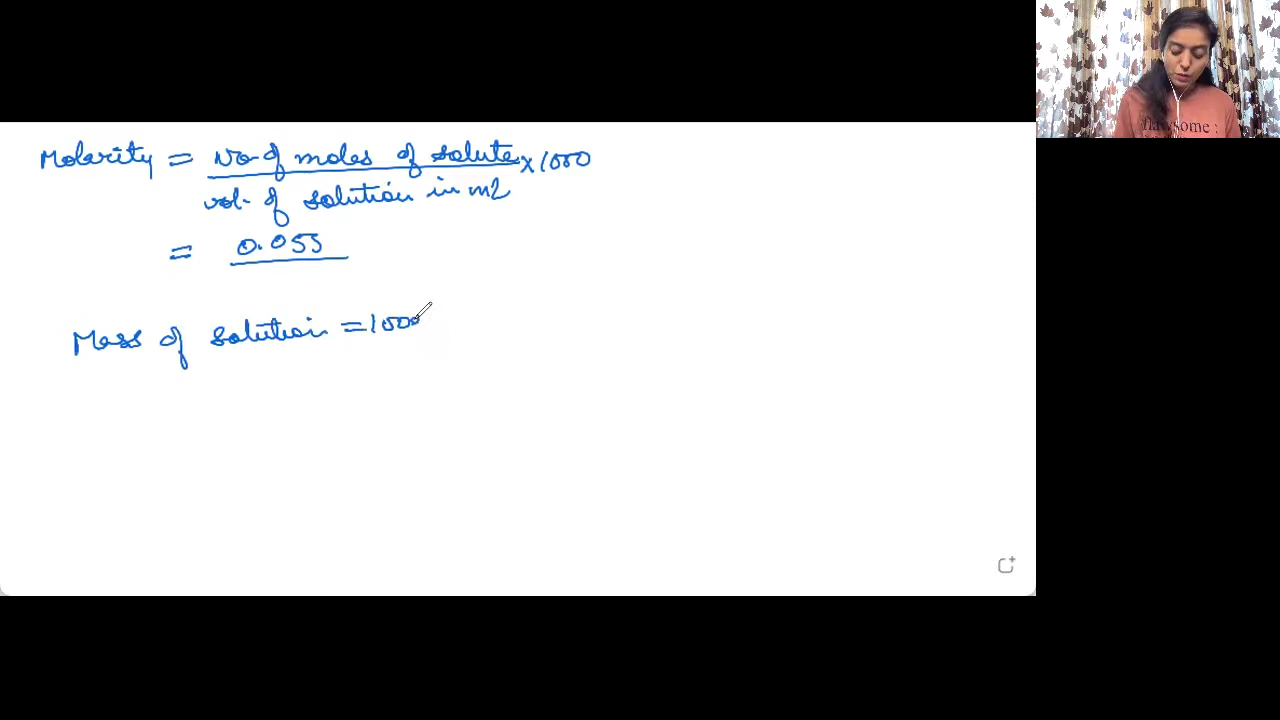 Molarity = No. of moles of solute × 1000
vol. of solution in mL
= 0.055
Mass of solution = 1000
: